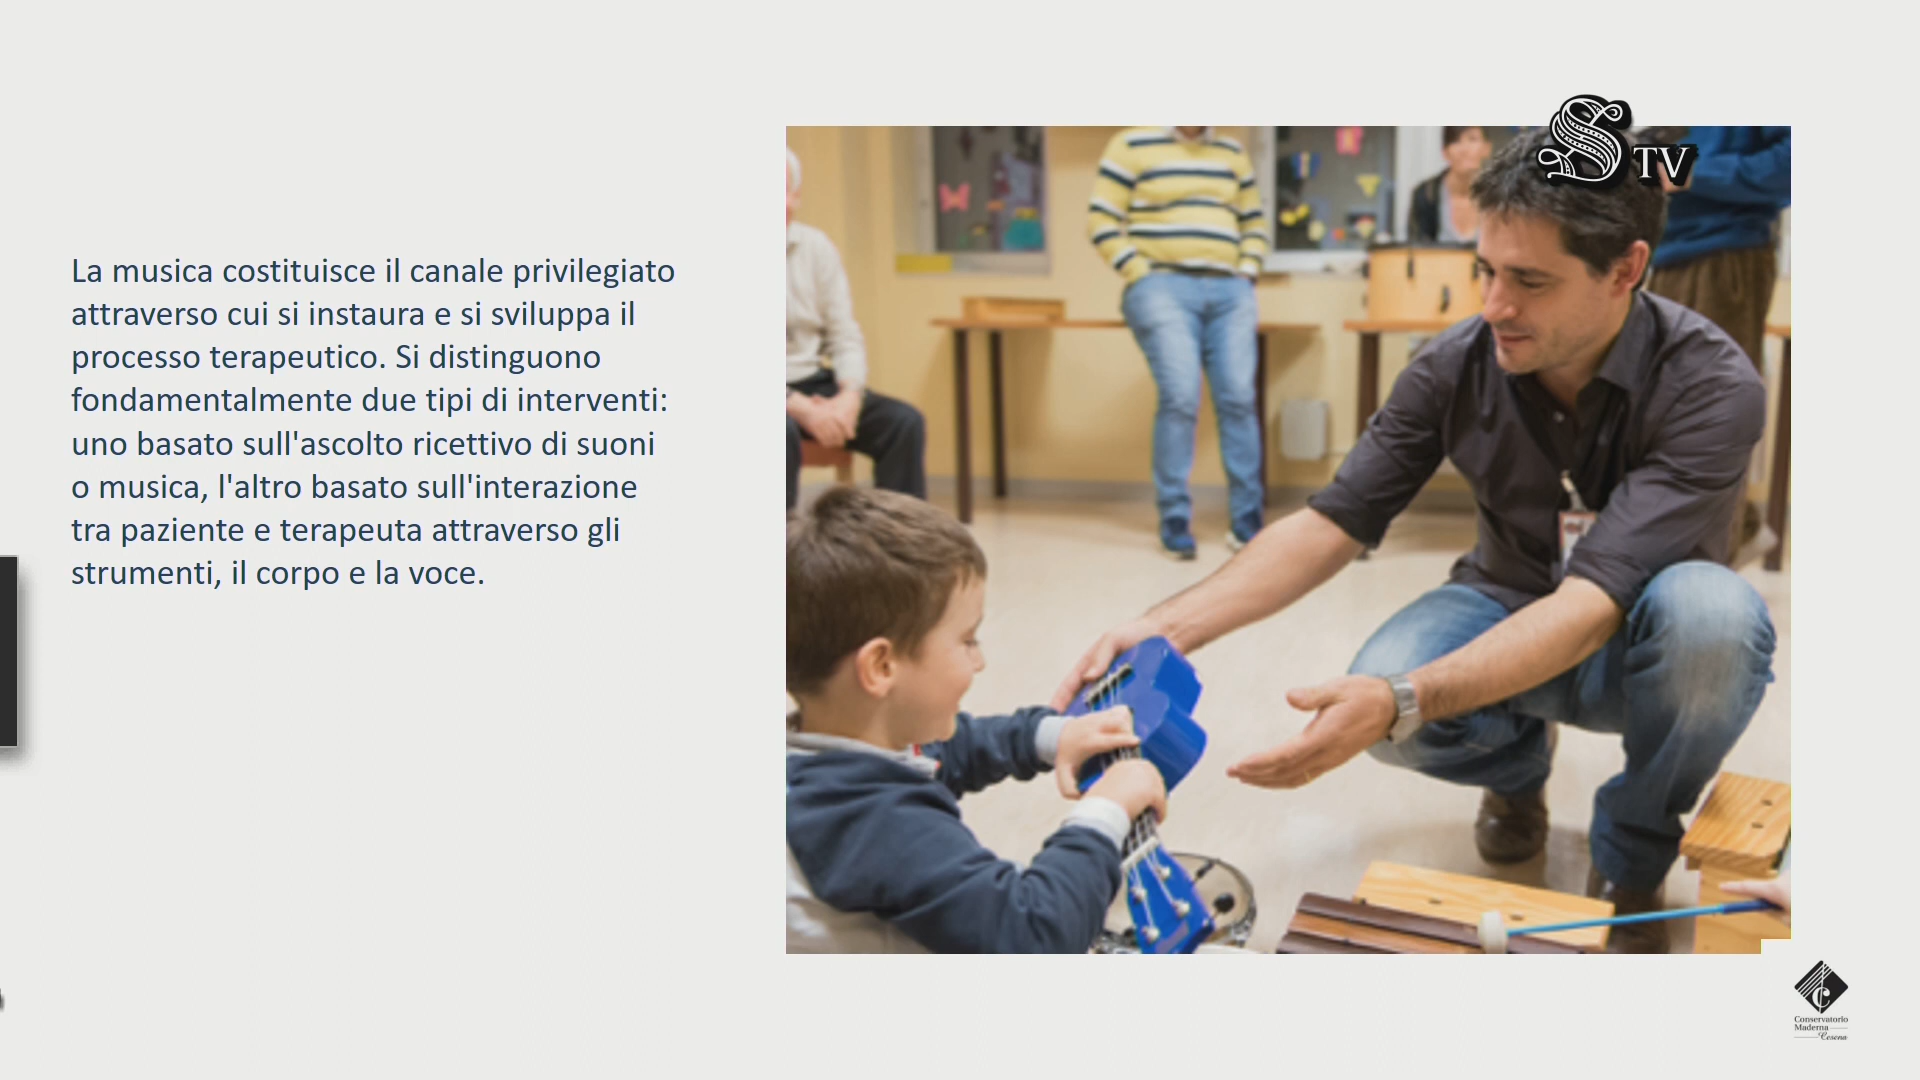 La musica costituisce il canale privilegiato
attraverso cui si instaura e si sviluppa il
processo terapeutico. Si distinguono
fondamentalmente due tipi di interventi:
uno basato sull'ascolto ricettivo di suoni
o musica, l'altro basato sull'interazione
tra paziente e terapeuta attraverso gli
strumenti, il corpo e la voce.
S TV
Conservatorio
Maderna
Cesena